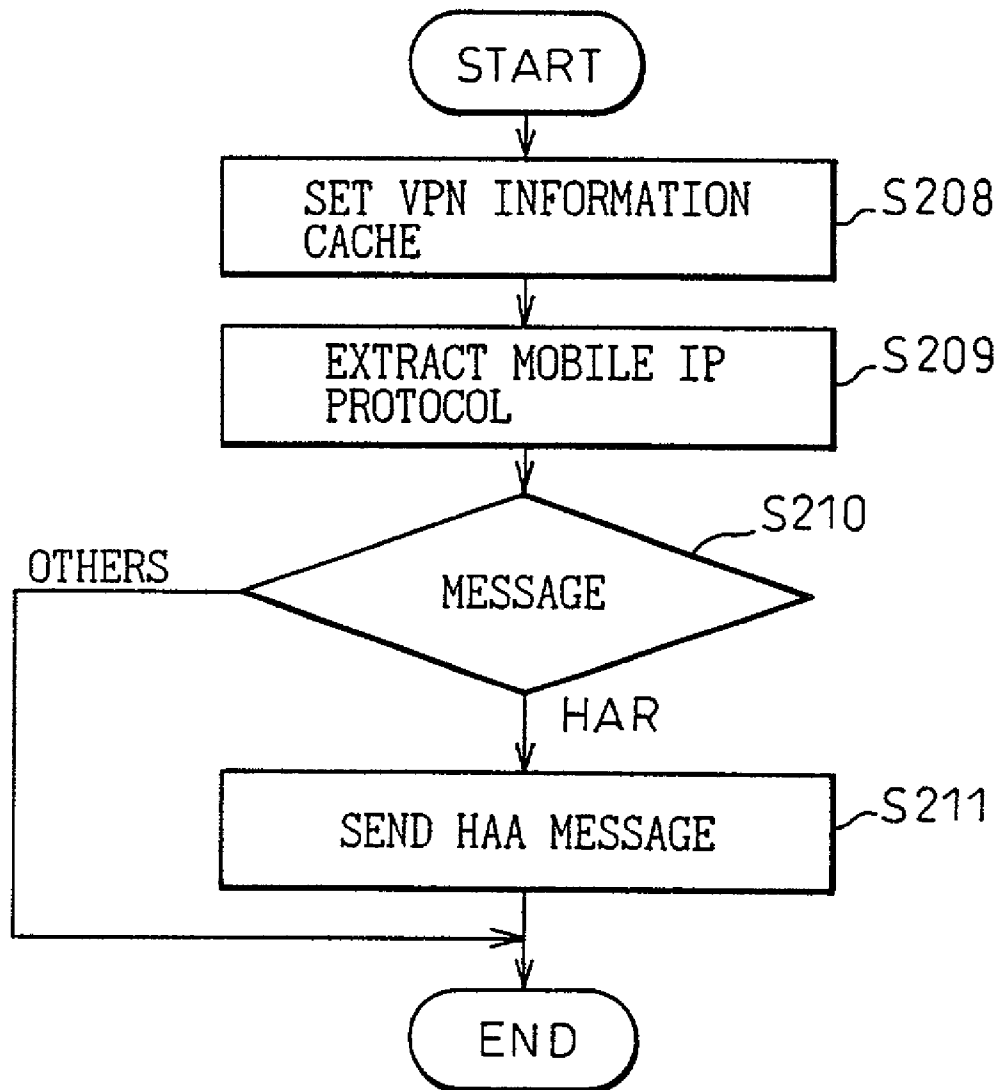 START
SET VPN INFORMATION
CACHE
S208
EXTRACT MOBILE IP
PROTOCOL
S209
S210
OTHERS
MESSAGE
HAR
SEND HAA MESSAGE
S211
END